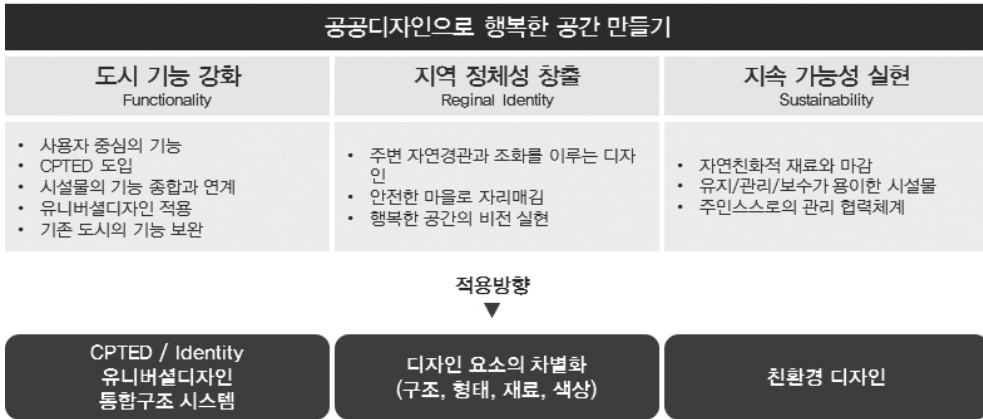 공공디자인으로 행복한 공간 만들기
도시 기능 강화
Functionality
지역 정체성 창출
Reginal Identity
지속 가능성 실현
Sustainability
• 사용자 중심의 기능
• CPTED 도입
• 시설물의 기능 종합과 연계
• 유니버셜디자인 적용
• 기존 도시의 기능 보완
• 주변 자연경관과 조화를 이루는 디자
인
• 안전한 마을로 자리매김
• 행복한 공간의 비전 실현
• 자연친화적 재료와 마감
• 유지/관리/보수가 용이한 시설물
• 주인스스로의 관리 협력체계
적용방향
CPTED / Identity
유니버셜디자인
통합구조 시스템
디자인 요소의 차별화
(구조, 형태, 재료, 색상)
친환경 디자인